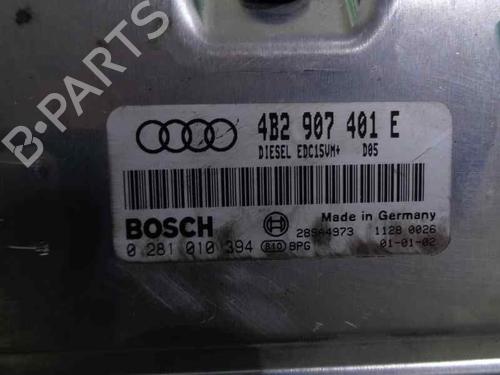 4B2 907 401 E
DIESEL EDC15VM+ D05
BOSCH
Made in Germany
0 281 010 394 810 BPG 28SA4973 1128 0026
01-01-02
B-PARTS